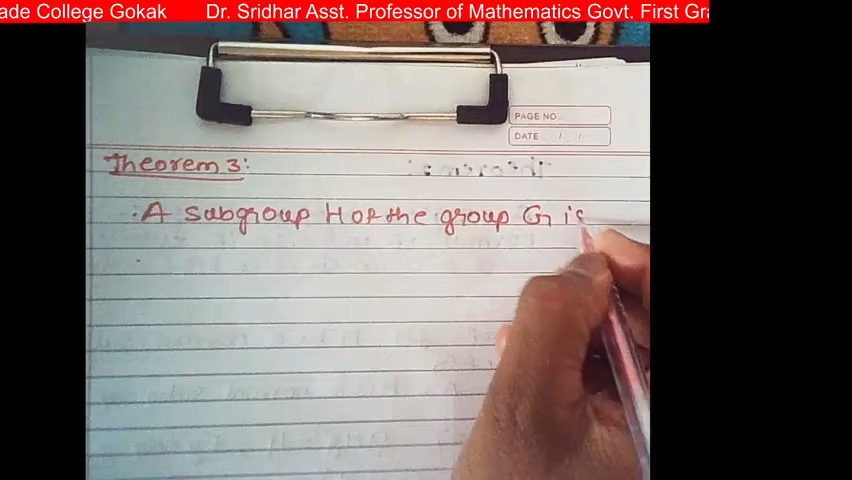 ade College Gokak Dr. Sridhar Asst. Professor of Mathematics Govt. First Gra
PAGE NO
DATE / /
Theorem 3:
A subgroup H of the group G is